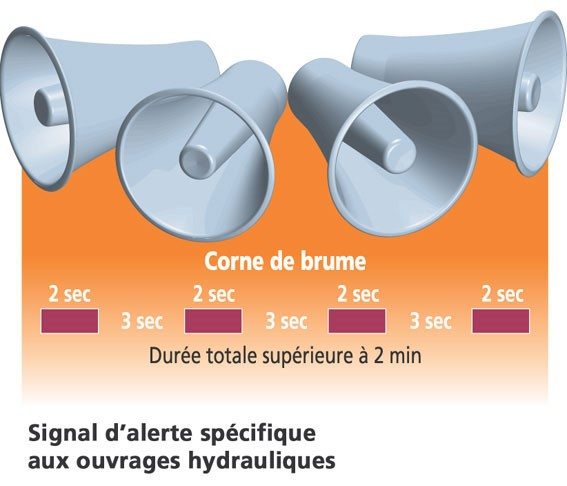 Corne de brume
2 sec 2 sec 2 sec 2 sec
3 sec 3 sec 3 sec
Durée totale supérieure à 2 min
Signal d’alerte spécifique
aux ouvrages hydrauliques